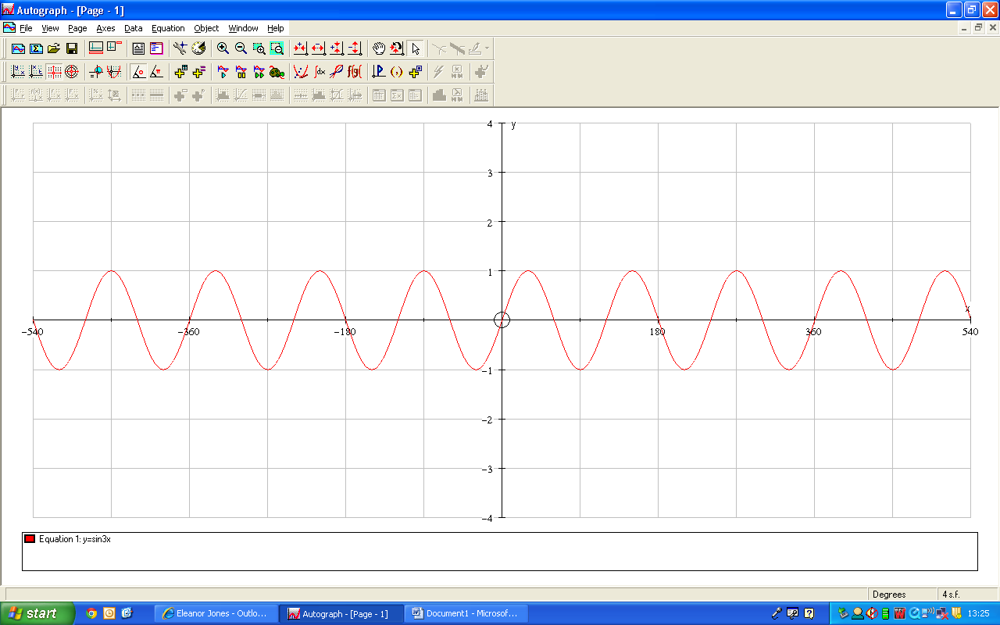 Autograph - [Page - 1]
File View Page Axes Data Equation Object Window Help
4 y
3
2
1
x
-540 -360 -180 180 360 540
-1
-2
-3
-4
Equation 1: y=sin3x
Degrees 4 s.f.
start Eleanor Jones - Outlo... Autograph - [Page - 1] Document1 - Microsof... 13:25